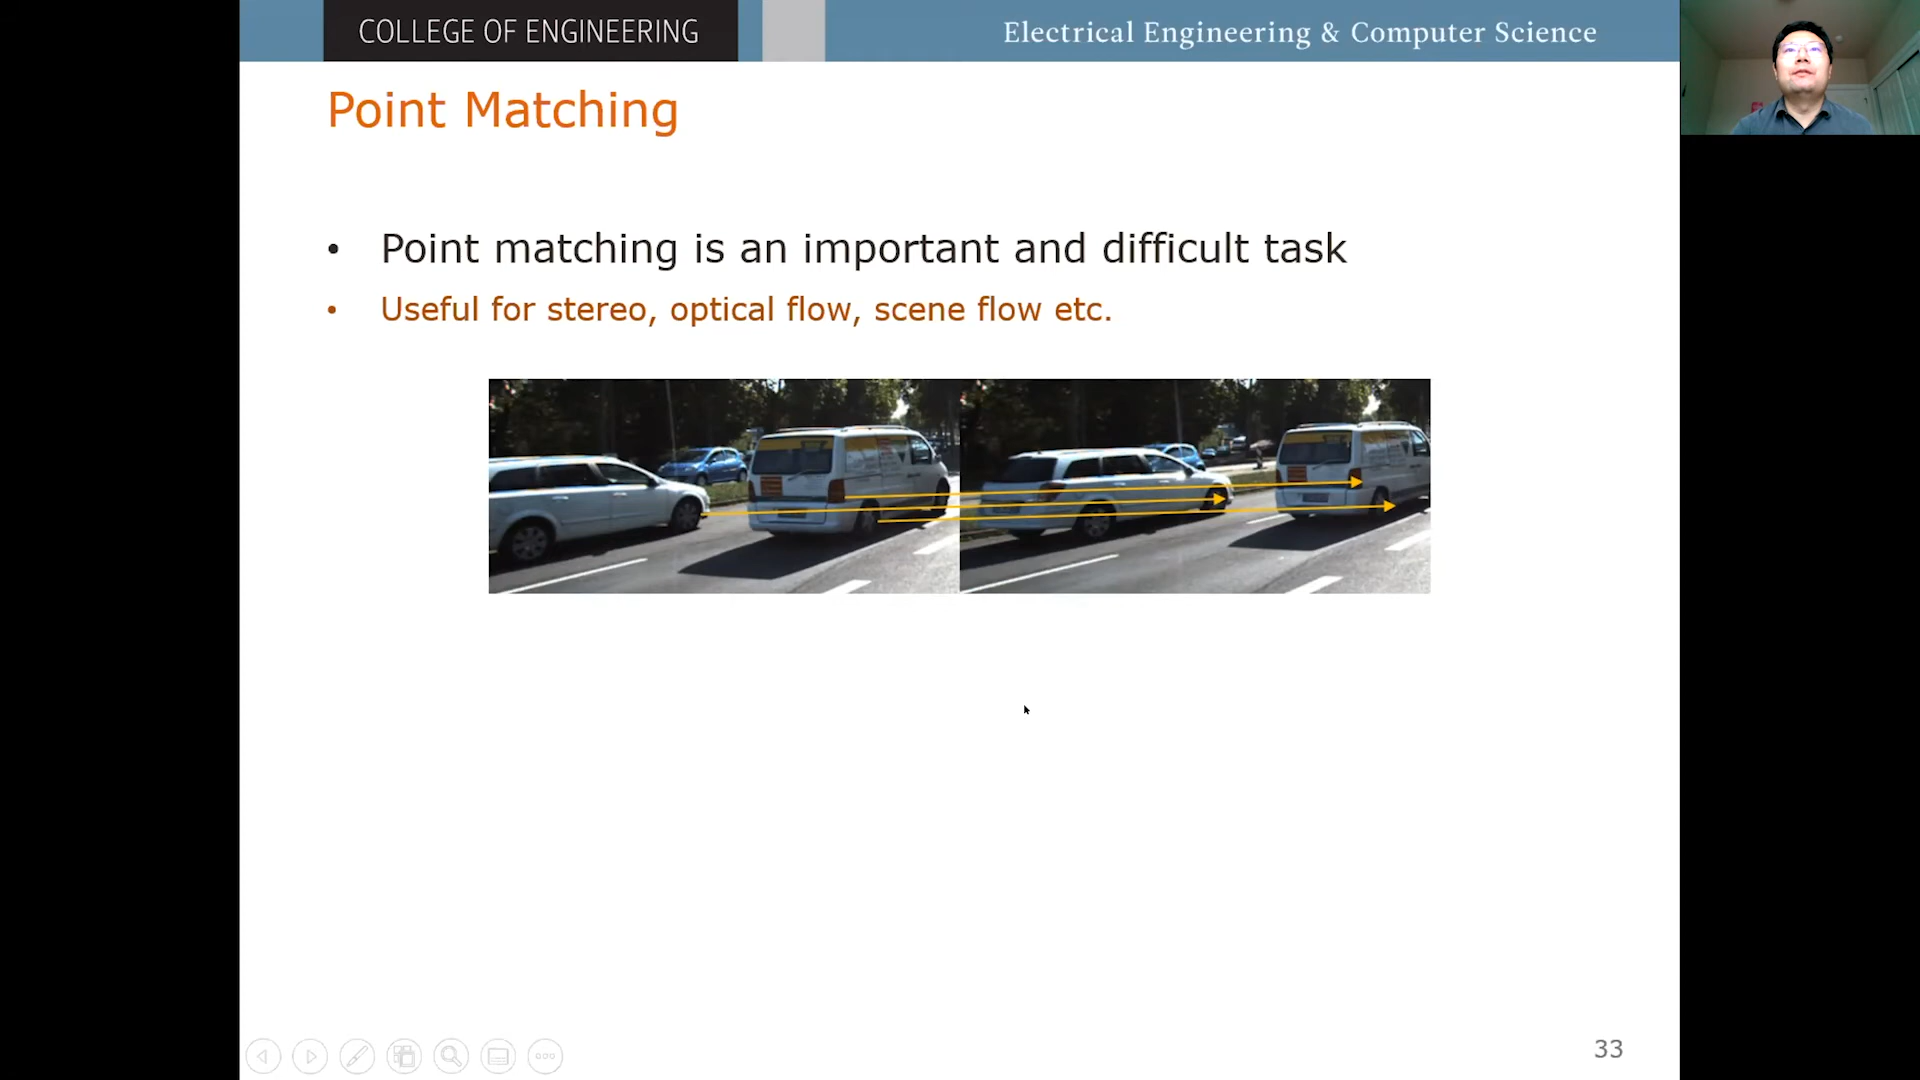 COLLEGE OF ENGINEERING
Electrical Engineering & Computer Science
Point Matching
• Point matching is an important and difficult task
• Useful for stereo, optical flow, scene flow etc.
33